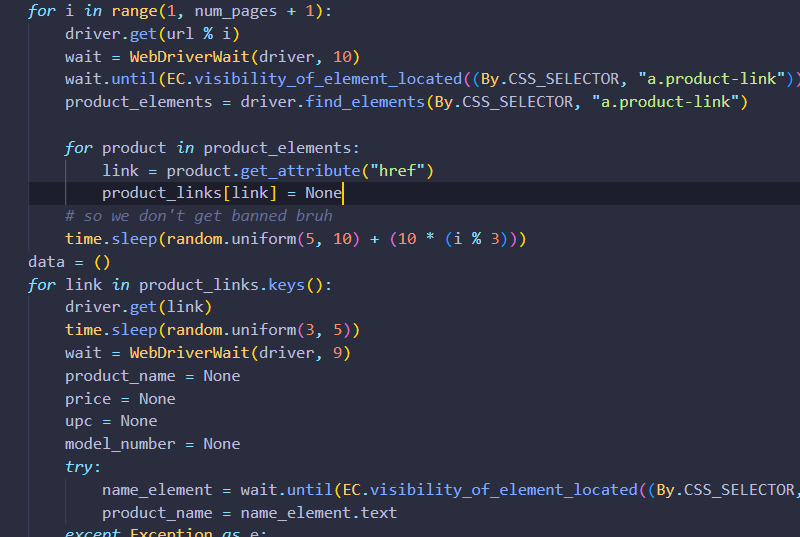 for i in range(1, num_pages + 1):
driver.get(url % i)
wait = WebDriverWait(driver, 10)
wait.until(EC.visibility_of_element_located((By.CSS_SELECTOR, "a.product-link"))
product_elements = driver.find_elements(By.CSS_SELECTOR, "a.product-link")
for product in product_elements:
link = product.get_attribute("href")
product_links[link] = None
# so we don't get banned bruh
time.sleep(random.uniform(5, 10) + (10 * (i % 3)))
data = ()
for link in product_links.keys():
driver.get(link)
time.sleep(random.uniform(3, 5))
wait = WebDriverWait(driver, 9)
product_name = None
price = None
upc = None
model_number = None
try:
name_element = wait.until(EC.visibility_of_element_located((By.CSS_SELECTOR,
product_name = name_element.text
except Exception as e: